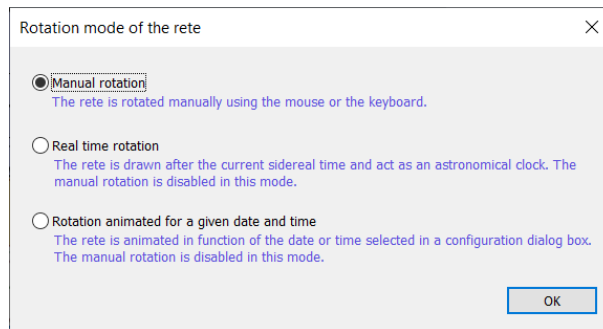 Rotation mode of the rete
Manual rotation
The rete is rotated manually using the mouse or the keyboard.
Real time rotation
The rete is drawn after the current sidereal time and act as an astronomical clock. The
manual rotation is disabled in this mode.
Rotation animated for a given date and time
The rete is animated in function of the date or time selected in a configuration dialog box.
The manual rotation is disabled in this mode.
OK